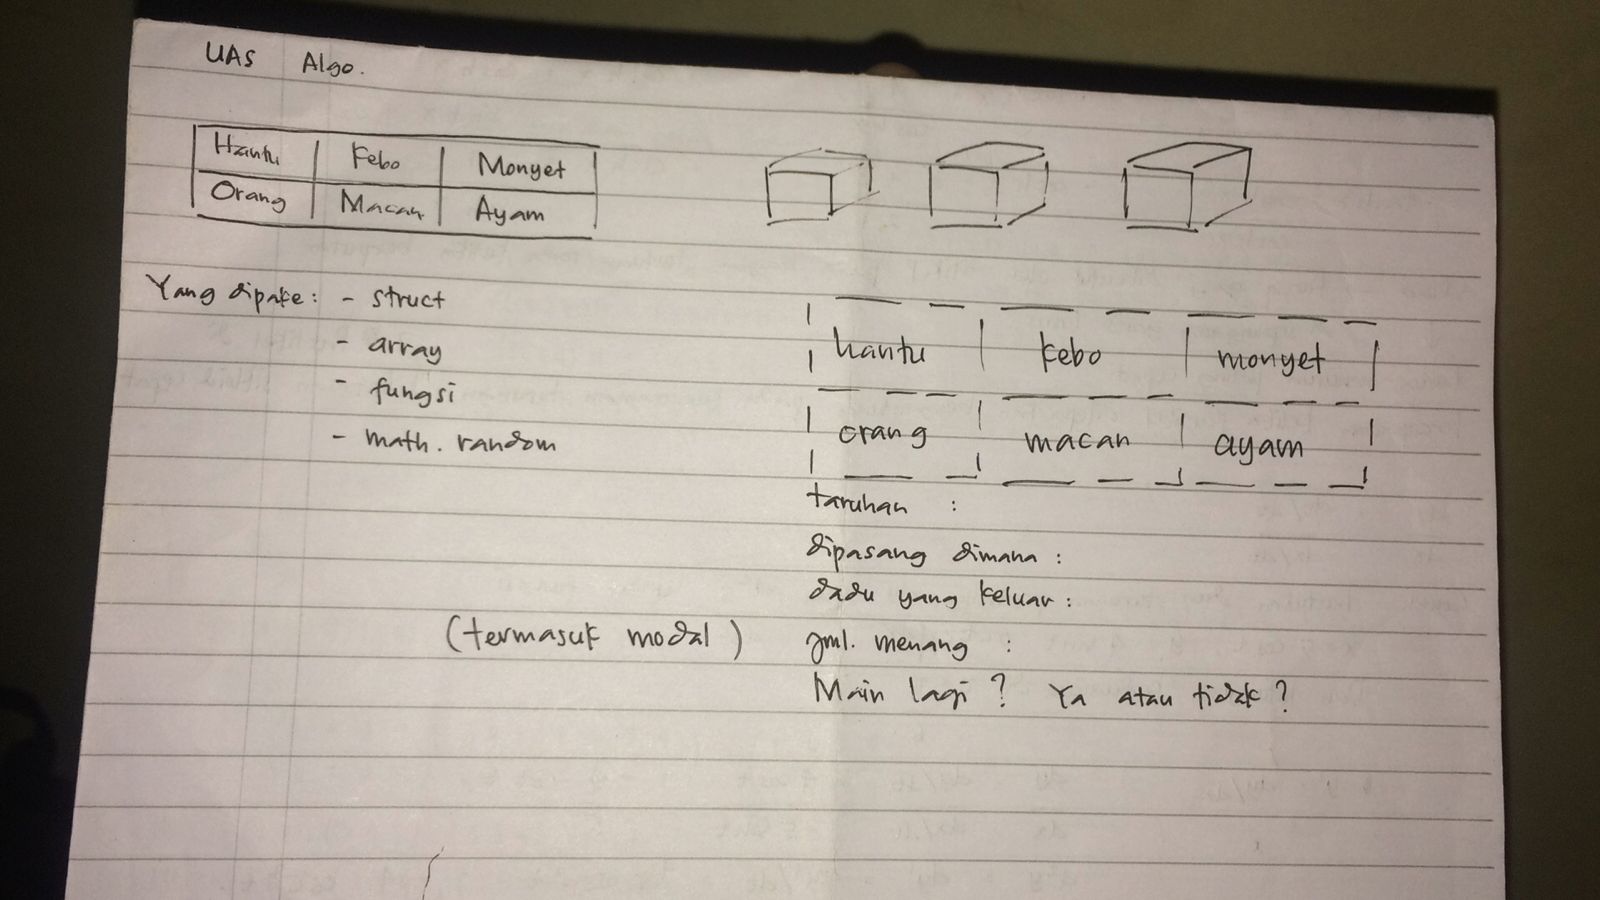 UAS Algo.
Hantu Kebo Monyet
Orang Macan Ayam
Yang dipake : - struct
- array
- fungsi
- math. random
hantu kebo monyet
orang macan ayam
taruhan :
dipasang dimana :
dadu yang keluar :
(termasuk modal) jml. menang :
Main lagi ? Ya atau tidak ?